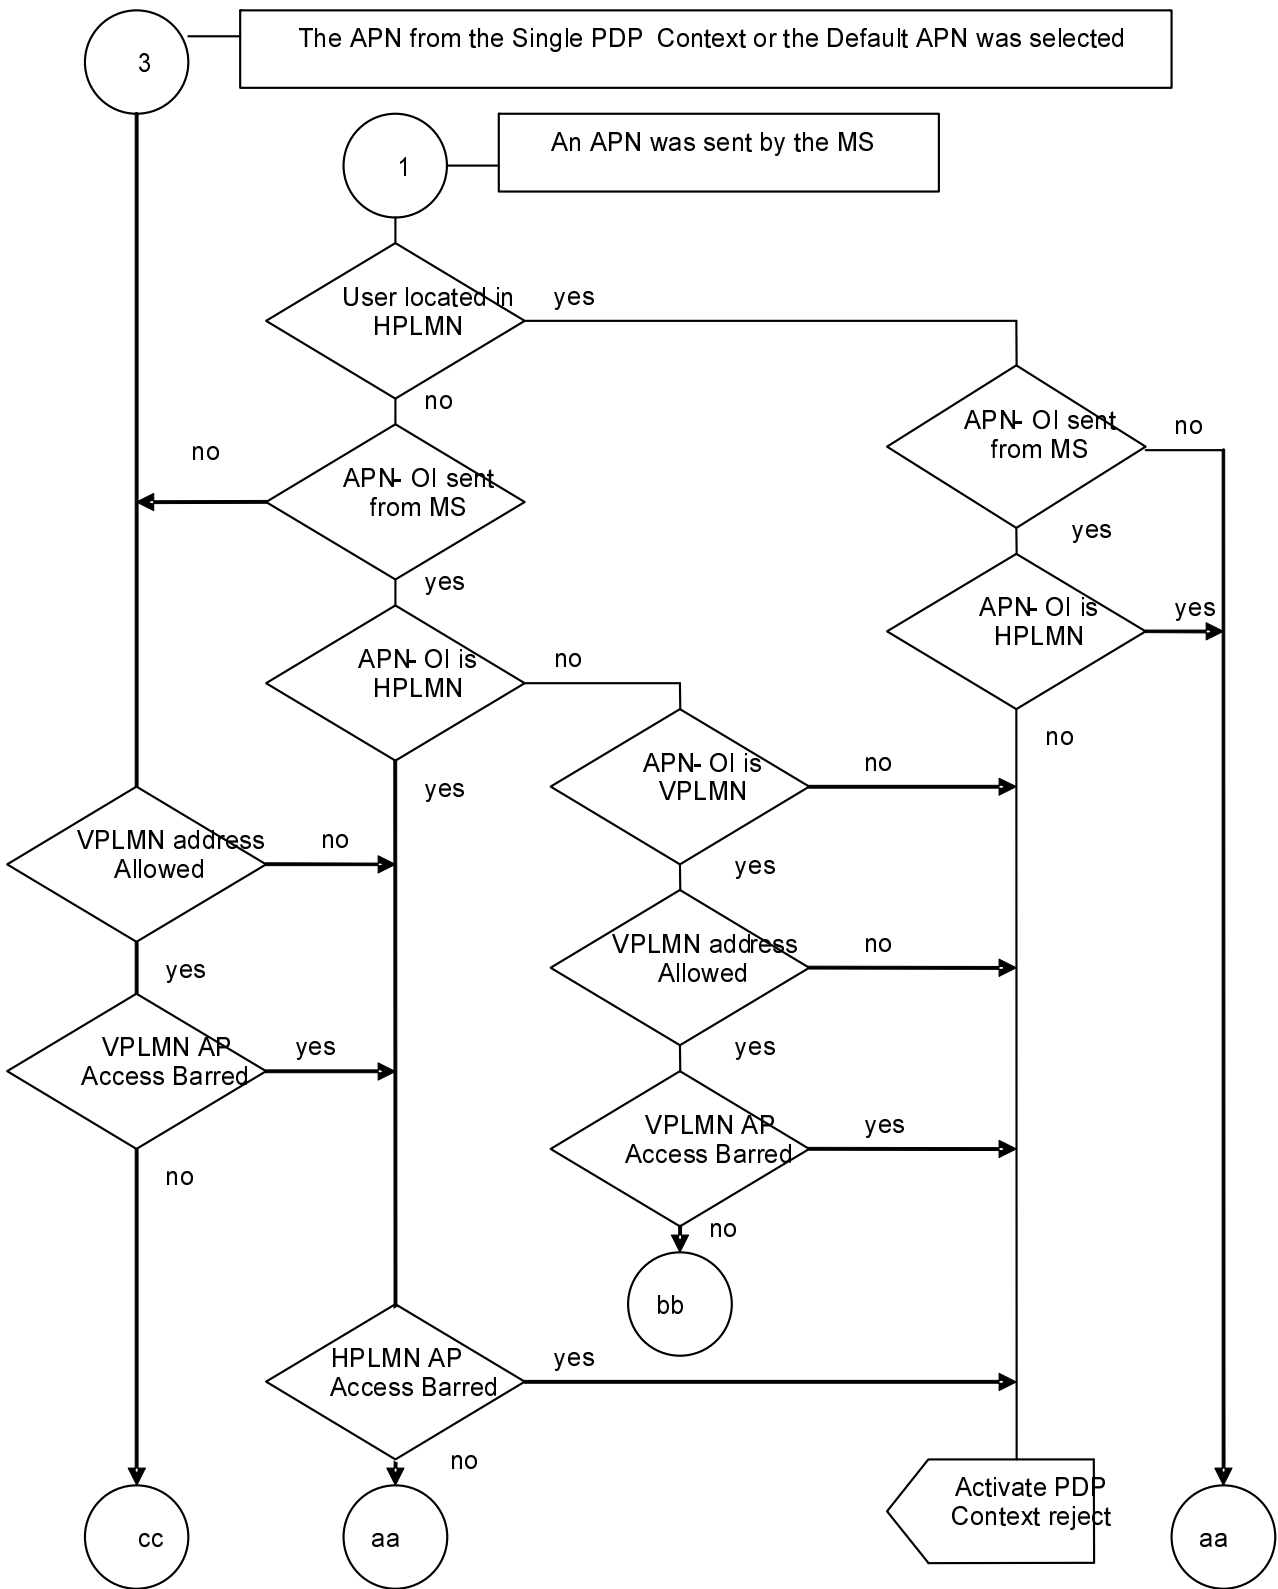 3
The APN from the Single PDP Context or the Default APN was selected
1
An APN was sent by the MS
User located in
HPLMN
yes
no
APN- OI sent
from MS
no
no
APN- OI sent
from MS
yes
yes
APN- OI is
HPLMN
yes
APN- OI is
HPLMN
no
no
APN- OI is
VPLMN
no
yes
VPLMN address
Allowed
no
yes
VPLMN address
Allowed
no
yes
yes
VPLMN AP
Access Barred
yes
VPLMN AP
Access Barred
yes
no
no
bb
HPLMN AP
Access Barred
yes
no
Activate PDP
Context reject
cc
aa
aa